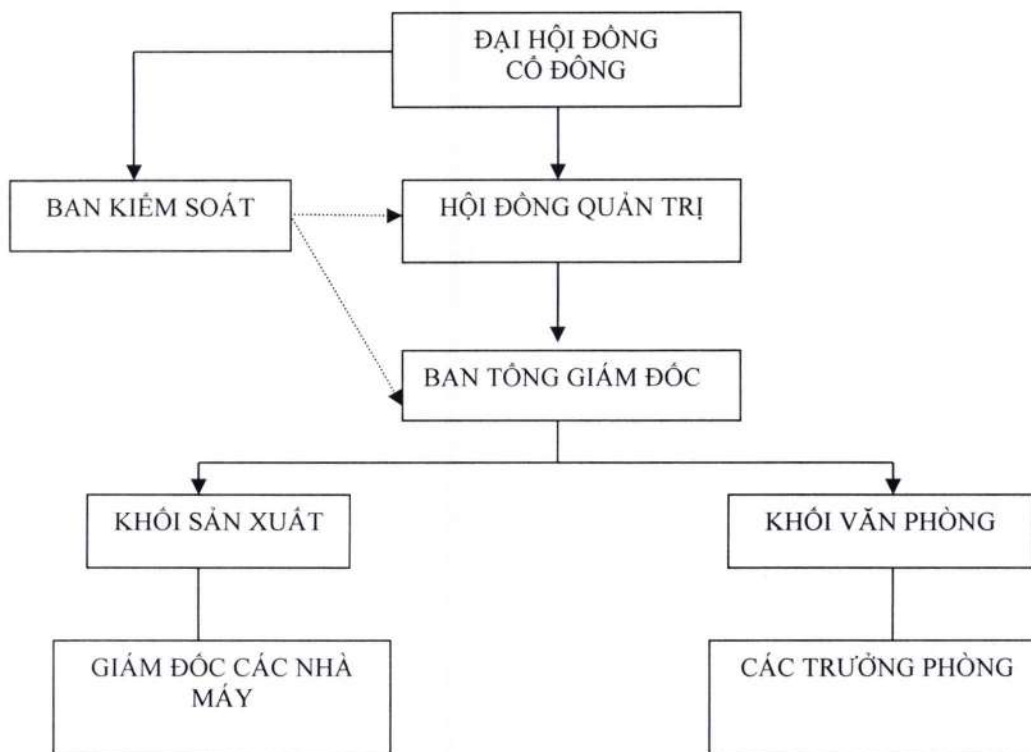 ĐẠI HỘI ĐỒNG
CỔ ĐÔNG
BAN KIỂM SOÁT
HỘI ĐỒNG QUẢN TRỊ
BAN TỔNG GIÁM ĐỐC
KHỐI SẢN XUẤT
KHỐI VĂN PHÒNG
GIÁM ĐỐC CÁC NHÀ
MÁY
CÁC TRƯỞNG PHÒNG